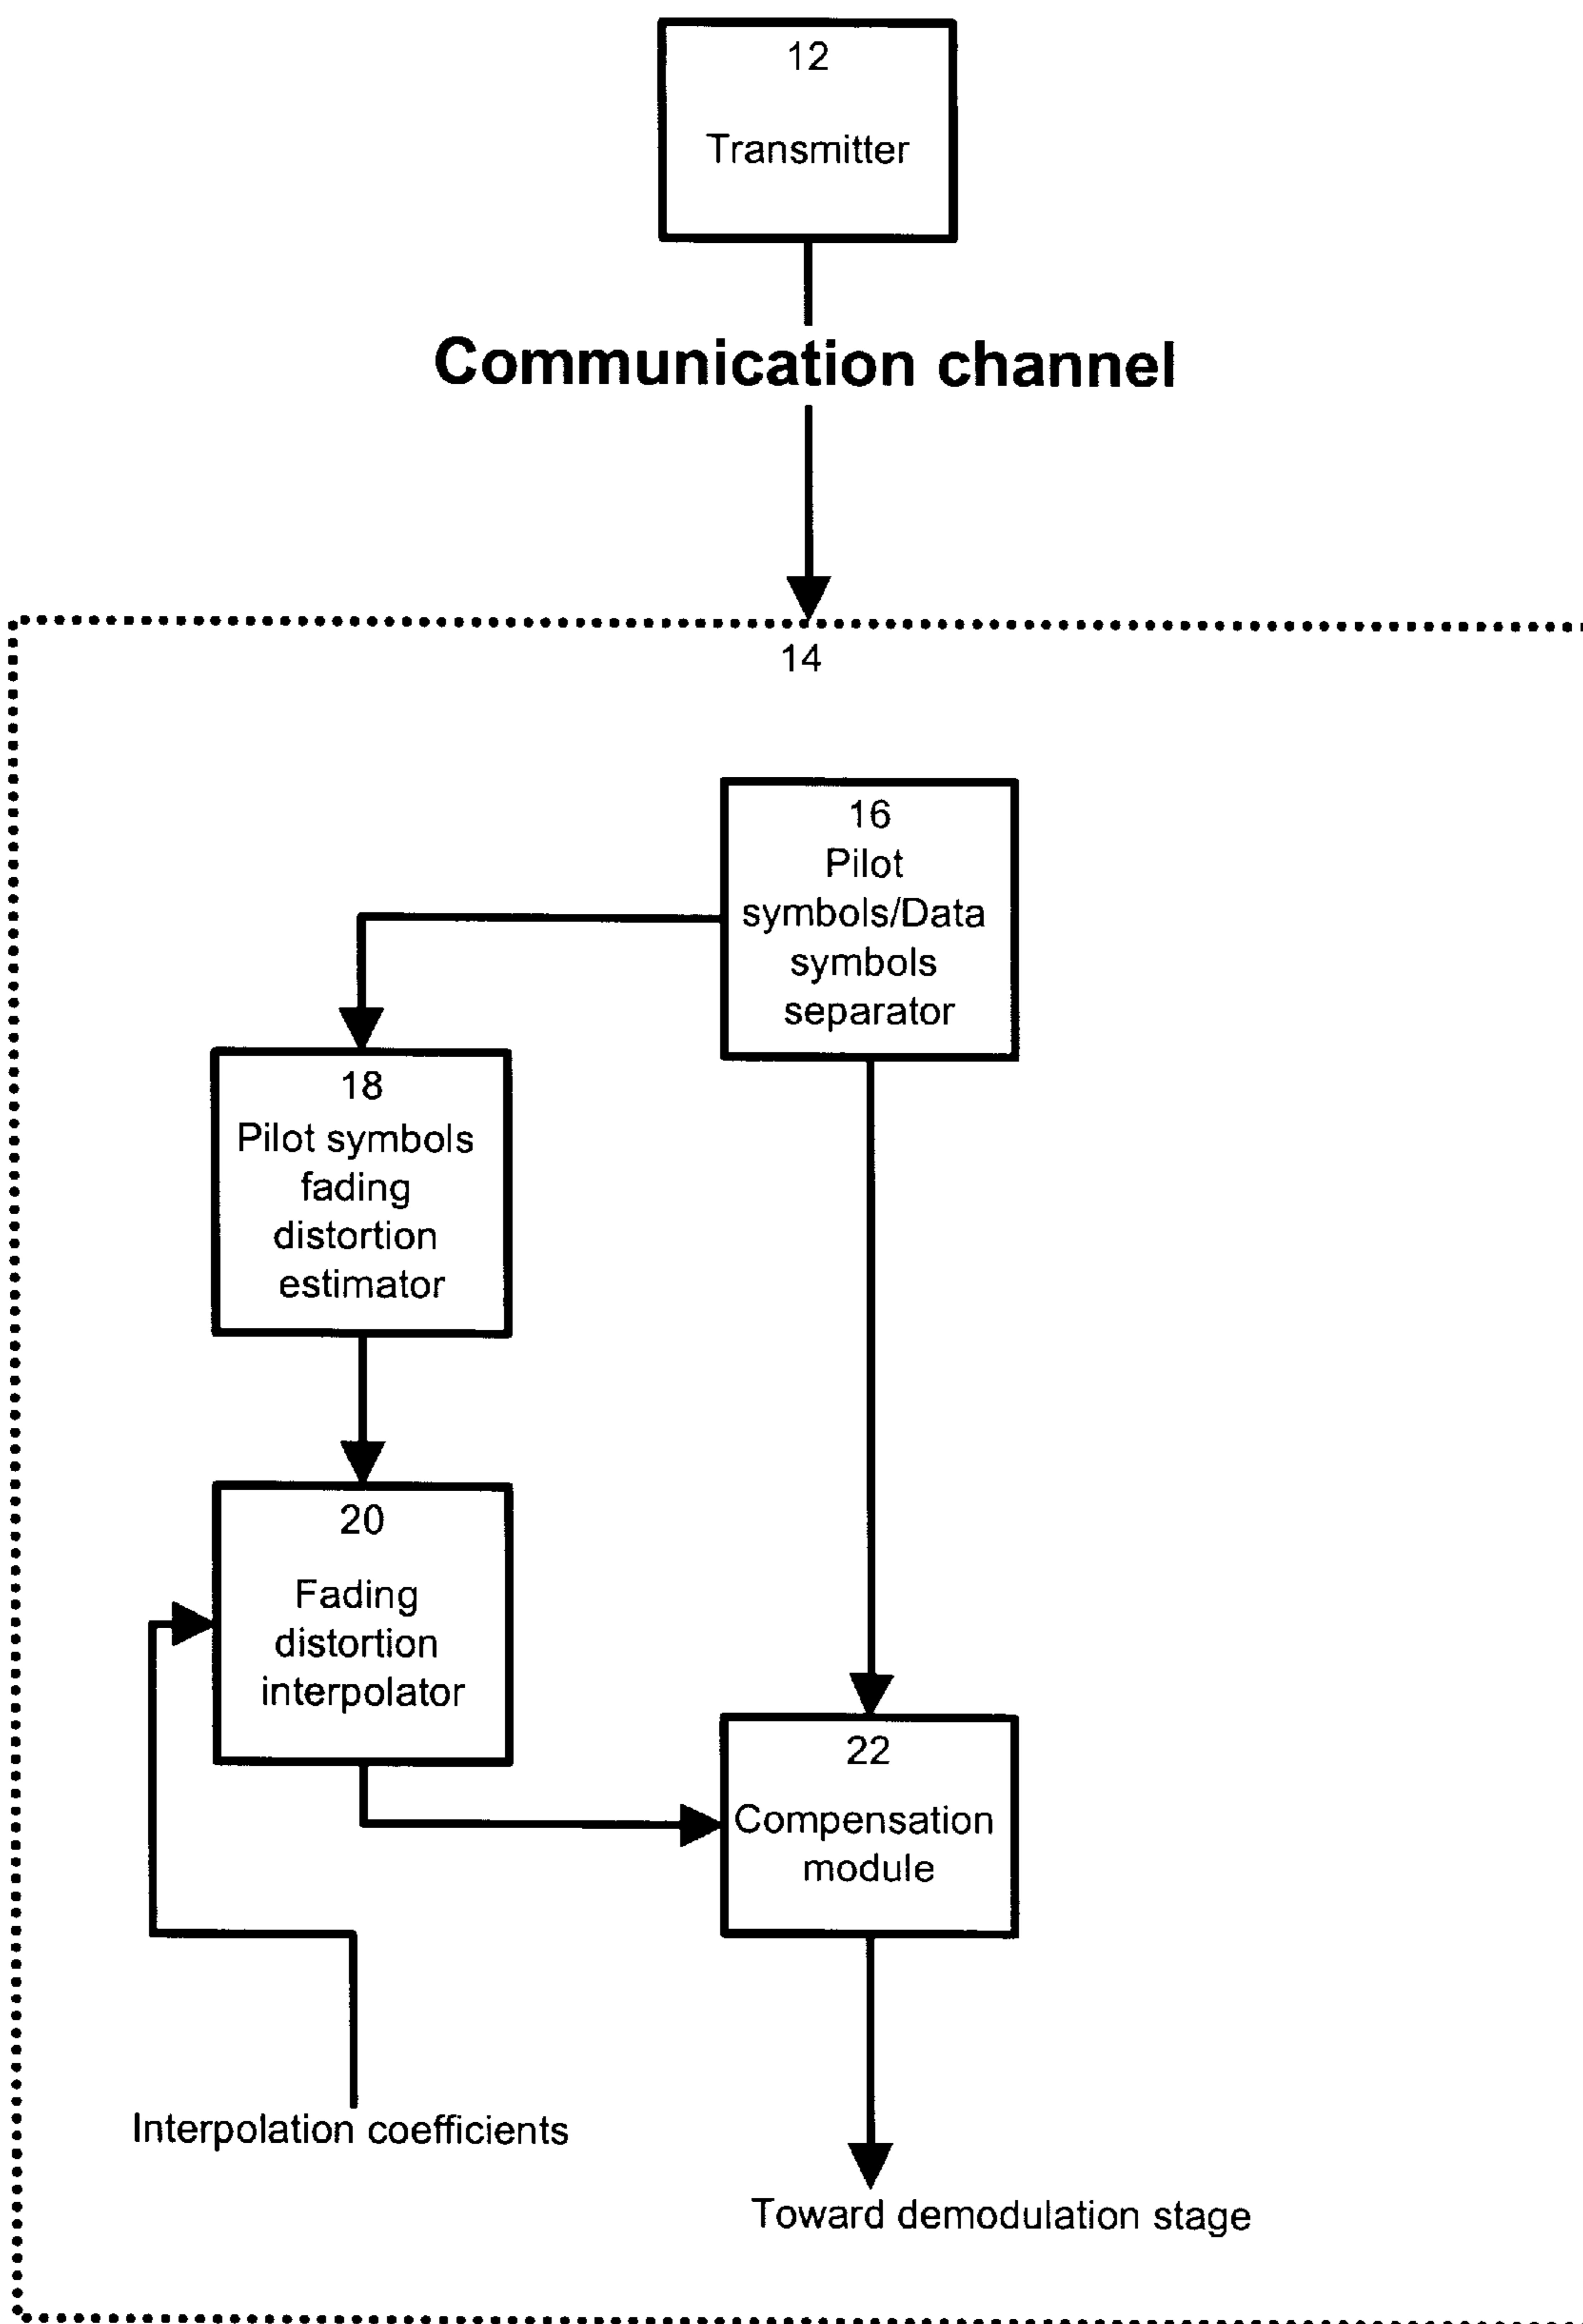 12
Transmitter
Communication channel
14
16
Pilot
symbols/Data
symbols
separator
18
Pilot symbols
fading
distortion
estimator
20
Fading
distortion
interpolator
22
Compensation
module
Interpolation coefficients
Toward demodulation stage